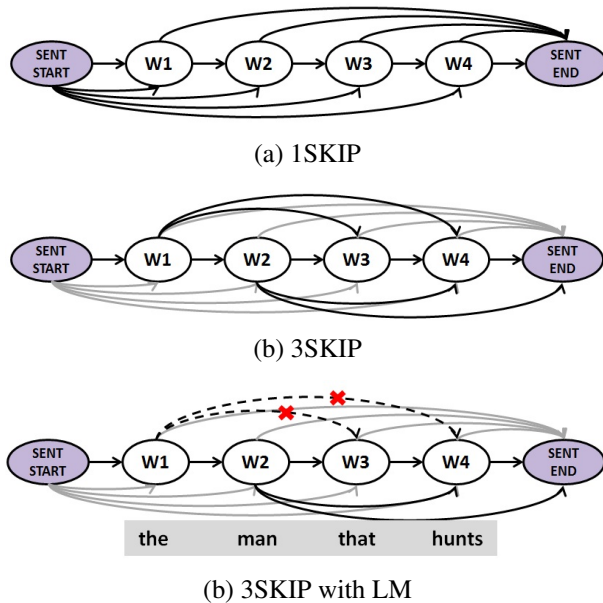 SENT START W1 W2 W3 W4 SENT END
(a) 1SKIP
SENT START W1 W2 W3 W4 SENT END
(b) 3SKIP
SENT START W1 W2 W3 W4 SENT END
the man that hunts
(b) 3SKIP with LM